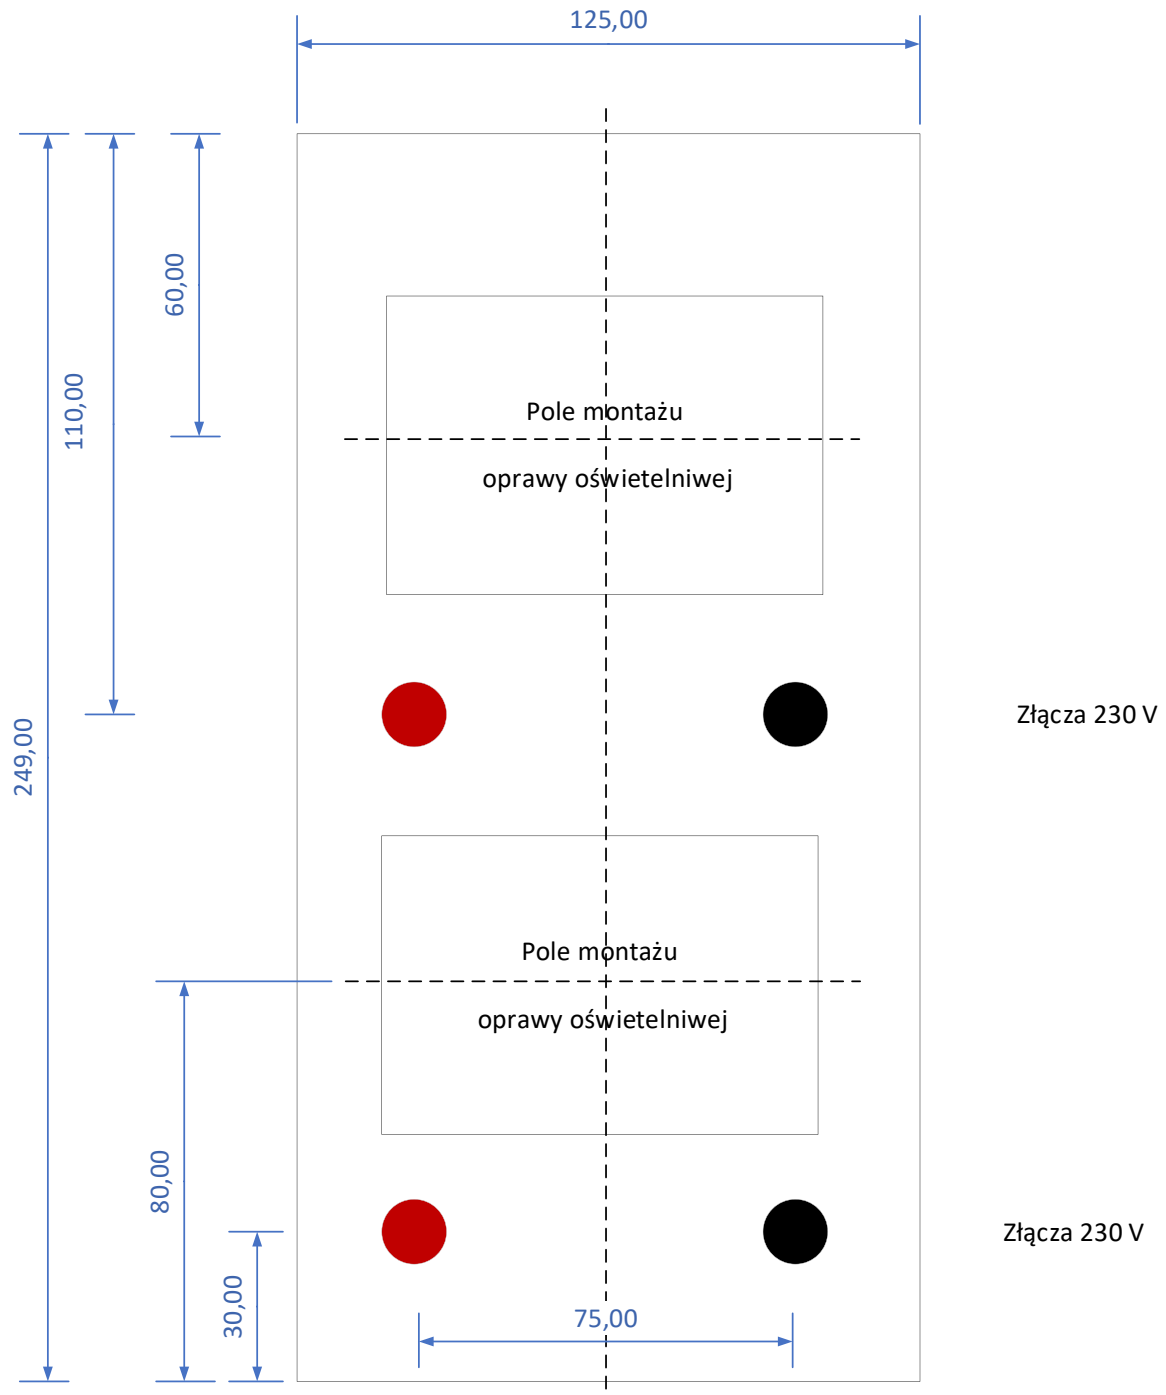 125,00
60,00
110,00
Pole montażu
oprawy oświetelniwej
Złącza 230 V
249,00
Pole montażu
oprawy oświetelniwej
80,00
Złącza 230 V
30,00
75,00